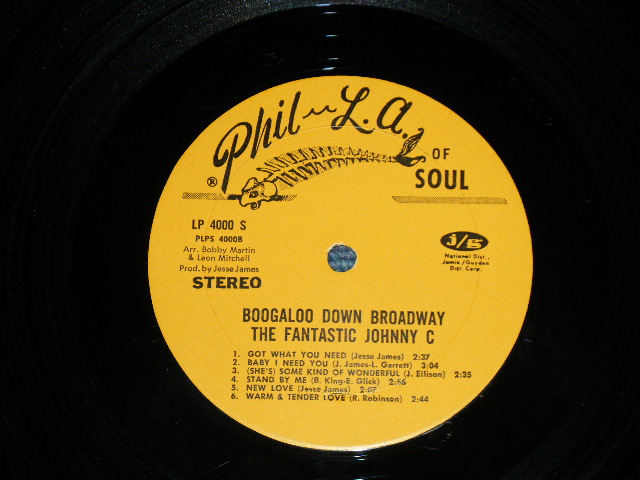 Phil-L.A.
OF
SOUL
®
LP 4000 S
PLPS 4000B
Arr. Bobby Martin
& Leon Mitchell
Prod. by Jesse James
STEREO
j/g
National Dist.,
Jamie/Guyden
Dist. Corp.
BOOGALOO DOWN BROADWAY
THE FANTASTIC JOHNNY C
1. GOT WHAT YOU NEED (Jesse James) 2:37
2. BABY I NEED YOU (J. James-L. Garrett) 3:04
3. (SHE'S) SOME KIND OF WONDERFUL (J. Ellison) 2:35
4. STAND BY ME (B. King-E. Glick) 2:56
5. NEW LOVE (Jesse James) 2:07
6. WARM & TENDER LOVE (R. Robinson) 2:44